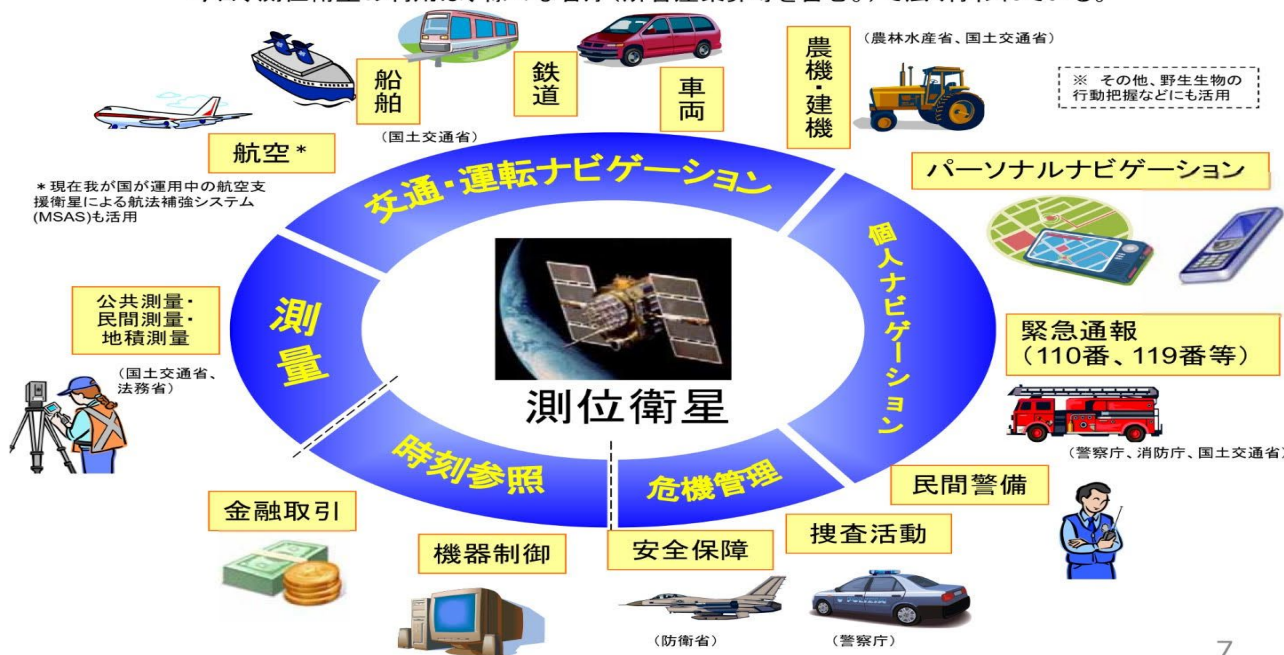 船舶
鉄道
車両
農機・建機
(農林水産省、国土交通省)
※ その他、野生生物の
行動把握などにも活用
(国土交通省)
航空*
*現在我が国が運用中の航空支
援衛星による航法補強システム
(MSAS)も活用
交通・運転ナビゲーション
パーソナルナビゲーション
個人ナビゲーション
測量
公共測量・
民間測量・
地積測量
(国土交通省、
法務省)
測位衛星
緊急通報
(110番、119番等)
(警察庁、消防庁、国土交通省)
時刻参照
危機管理
民間警備
金融取引
機器制御
安全保障
捜査活動
(防衛省)
(警察庁)
7